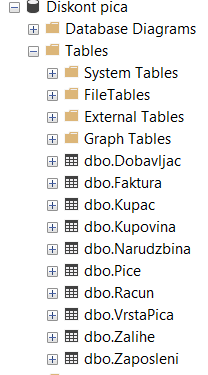 Diskont pica
Database Diagrams
Tables
System Tables
FileTables
External Tables
Graph Tables
dbo.Dobavljac
dbo.Faktura
dbo.Kupac
dbo.Kupovina
dbo.Narudzbina
dbo.Pice
dbo.Racun
dbo.VrstaPica
dbo.Zalihe
dbo.Zaposleni